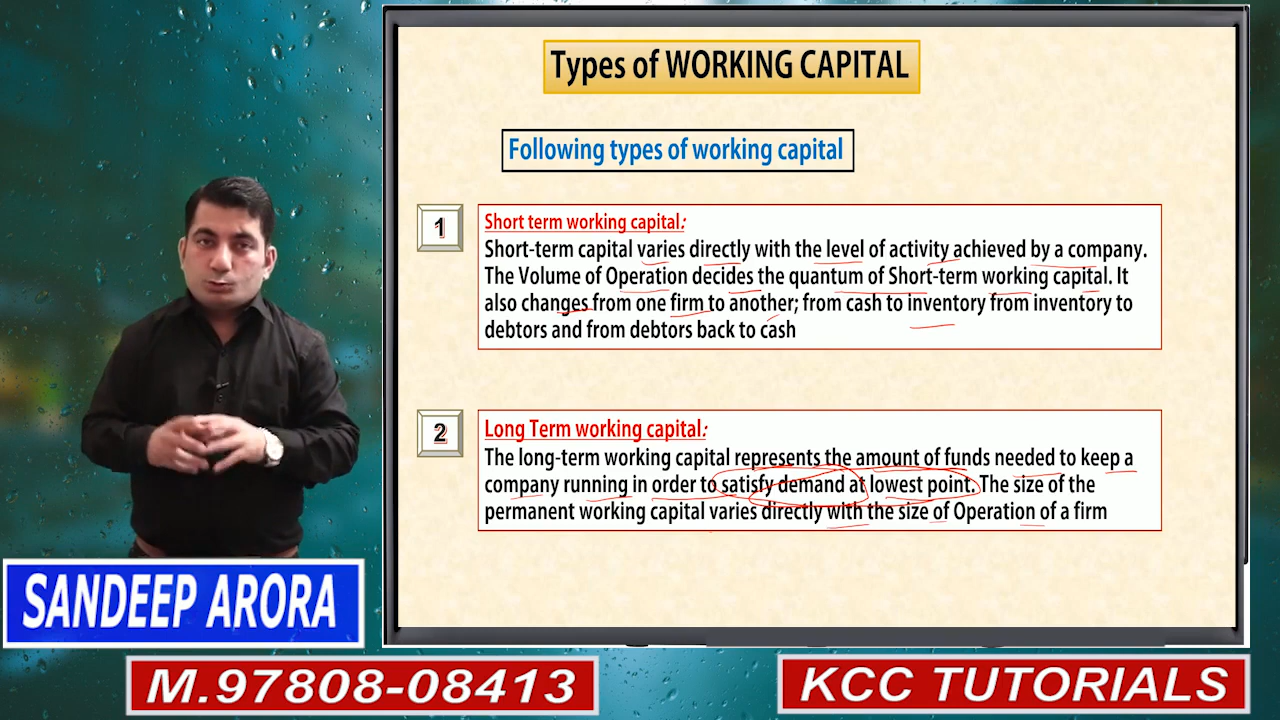 Types of WORKING CAPITAL
Following types of working capital
1
Short term working capital:
Short-term capital varies directly with the level of activity achieved by a company.
The Volume of Operation decides the quantum of Short-term working capital. It
also changes from one firm to another; from cash to inventory from inventory to
debtors and from debtors back to cash
2
Long Term working capital:
The long-term working capital represents the amount of funds needed to keep a
company running in order to satisfy demand at lowest point. The size of the
permanent working capital varies directly with the size of Operation of a firm
SANDEEP ARORA
M.97808-08413
KCC TUTORIALS